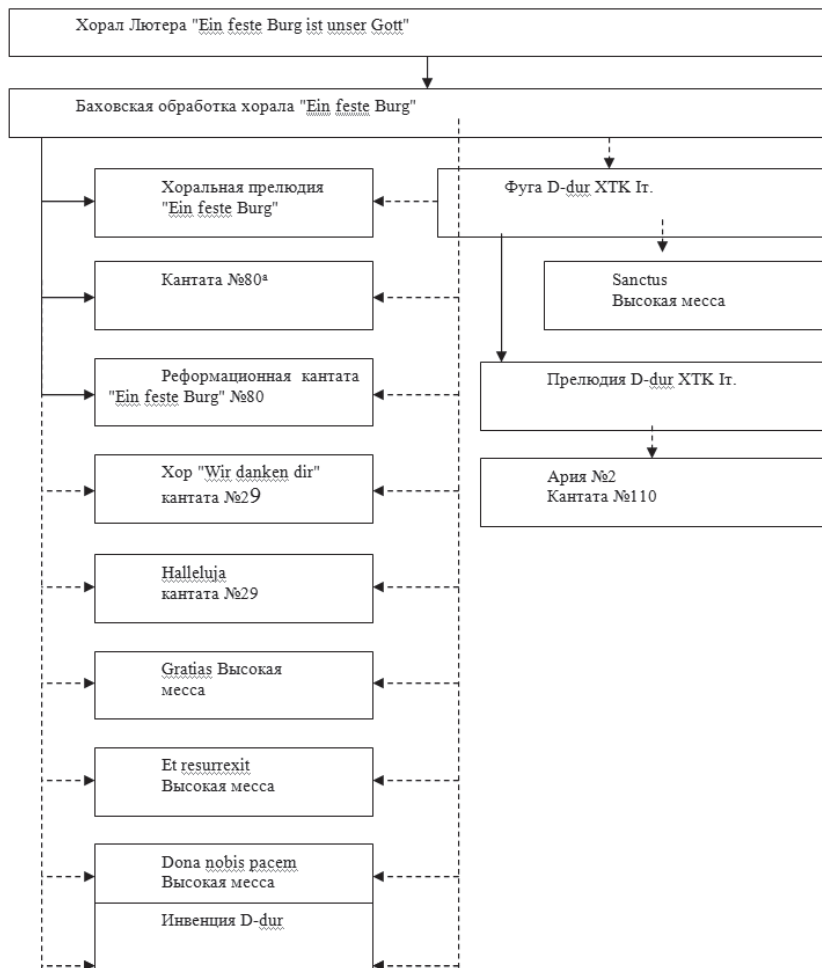 Хорал Лютера "Ein feste Burg ist unser Gott"
Баховская обработка хорала "Ein feste Burg"
Хоральная прелюдия
"Ein feste Burg"
Фуга D-dur ХТК Iт.
Кантата №80ª
Sanctus
Высокая месса
Реформационная кантата
"Ein feste Burg" №80
Прелюдия D-dur ХТК Iт.
Хор "Wir danken dir"
кантата №29
Ария №2
Кантата №110
Halleluja
кантата №29
Gratias Высокая
месса
Et resurrexit
Высокая месса
Dona nobis pacem
Высокая месса
Инвенция D-dur